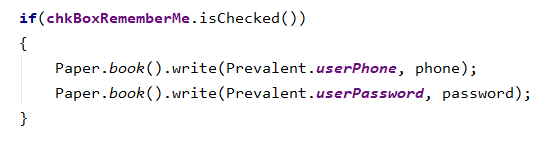 if(chkBoxRememberMe.isChecked())
{
    Paper.book().write(Prevalent.userPhone, phone);
    Paper.book().write(Prevalent.userPassword, password);
}